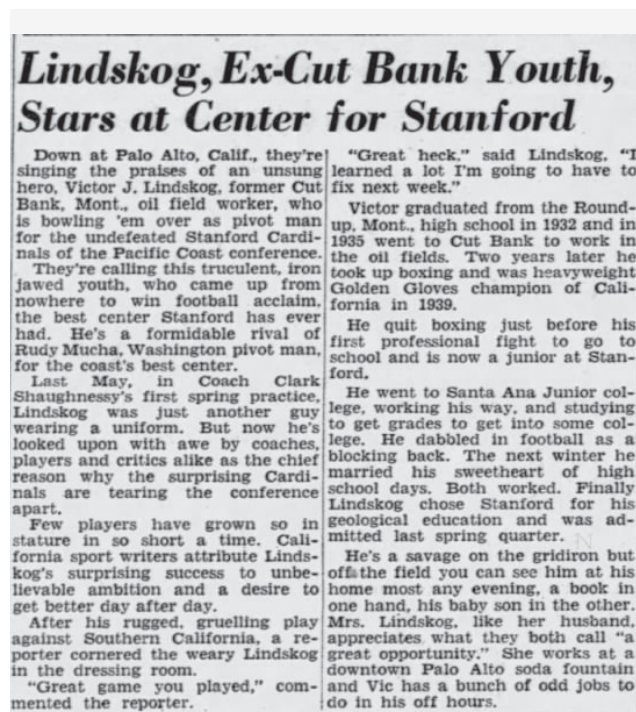 Lindskog, Ex-Cut Bank Youth,
Stars at Center for Stanford
Down at Palo Alto, Calif., they're
singing the praises of an unsung
hero, Victor J. Lindskog, former Cut
Bank, Mont., oil field worker, who
is bowling 'em over as pivot man
for the undefeated Stanford Cardi-
nals of the Pacific Coast conference.
They're calling this truculent, iron
jawed youth, who came up from
nowhere to win football acclaim,
the best center Stanford has ever
had. He's a formidable rival of
Rudy Mucha, Washington pivot man,
for the coast's best center.
Last May, in Coach Clark
Shaughnessy's first spring practice,
Lindskog was just another guy
wearing a uniform. But now he's
looked upon with awe by coaches,
players and critics alike as the chief
reason why the surprising Cardi-
nals are tearing the conference
apart.
Few players have grown so in
stature in so short a time. Cali-
fornia sport writers attribute Linds-
kog's surprising success to unbe-
lievable ambition and a desire to
get better day after day.
After his rugged, gruelling play
against Southern California, a re-
porter cornered the weary Lindskog
in the dressing room.
"Great game you played," com-
mented the reporter.
"Great heck," said Lindskog, "I
learned a lot I'm going to have to
fix next week."
Victor graduated from the Round-
up, Mont., high school in 1932 and in
1935 went to Cut Bank to work in
the oil fields. Two years later he
took up boxing and was heavyweight
Golden Gloves champion of Cali-
fornia in 1939.
He quit boxing just before his
first professional fight to go to
school and is now a junior at Stan-
ford.
He went to Santa Ana Junior col-
lege, working his way, and studying
to get grades to get into some col-
lege. He dabbled in football as a
blocking back. The next winter he
married his sweetheart of high
school days. Both worked. Finally
Lindskog chose Stanford for his
geological education and was ad-
mitted last spring quarter.
He's a savage on the gridiron but
off the field you can see him at his
home most any evening, a book in
one hand, his baby son in the other.
Mrs. Lindskog, like her husband,
appreciates what they both call "a
great opportunity." She works at a
downtown Palo Alto soda fountain
and Vic has a bunch of odd jobs to
do in his off hours.